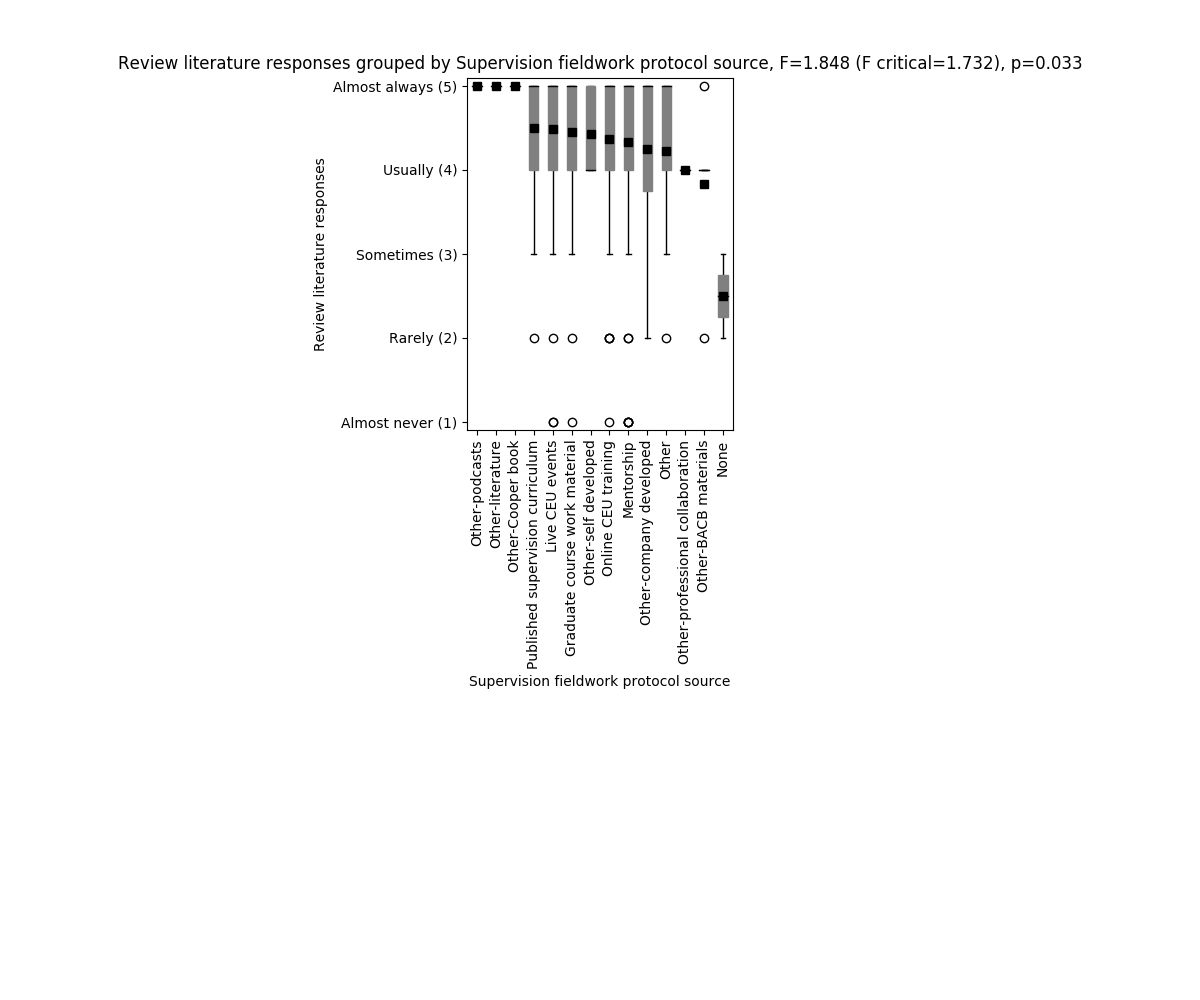 Review literature responses grouped by Supervision fieldwork protocol source, F=1.848 (F critical=1.732), p=0.033
Review literature responses
Almost always (5)
Usually (4)
Sometimes (3)
Rarely (2)
Almost never (1)
Other-podcasts
Other-literature
Other-Cooper book
Published supervision curriculum
Live CEU events
Graduate course work material
Other-self developed
Online CEU training
Mentorship
Other-company developed
Other
Other-professional collaboration
Other-BACB materials
None
Supervision fieldwork protocol source